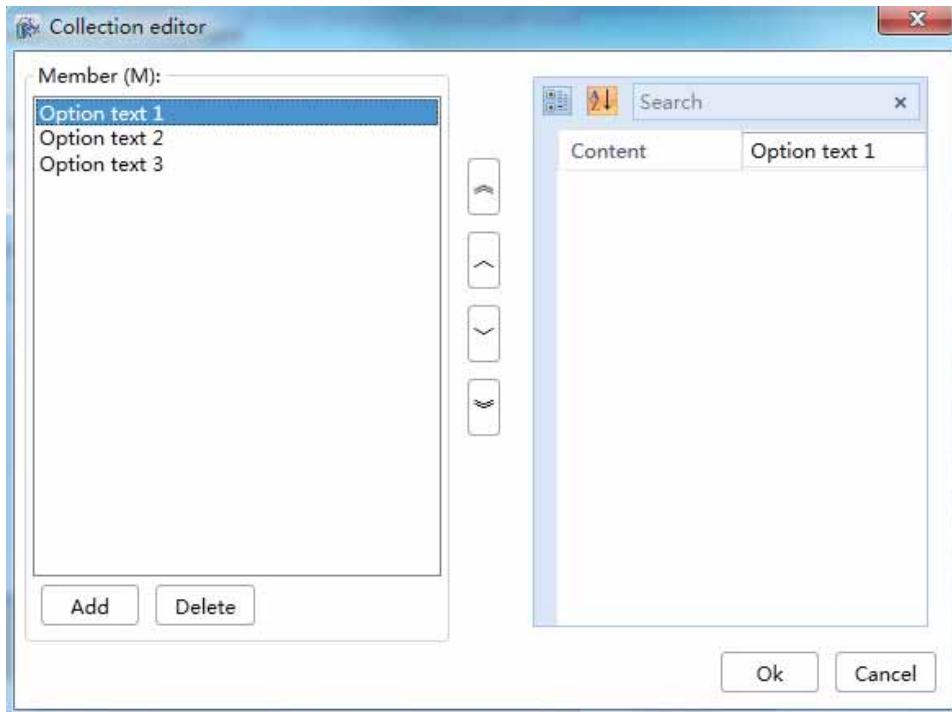 Collection editor
Member (M):
Option text 1
Option text 2
Option text 3
Add
Delete
Search
Content
Option text 1
Ok
Cancel